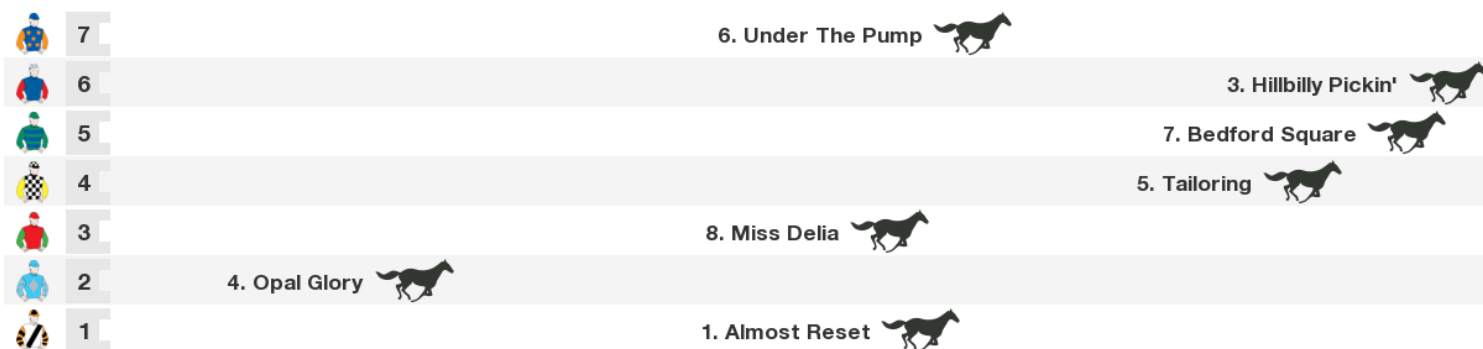 7 6. Under The Pump
6 3. Hillbilly Pickin'
5 7. Bedford Square
4 5. Tailoring
3 8. Miss Delia
2 4. Opal Glory
1 1. Almost Reset